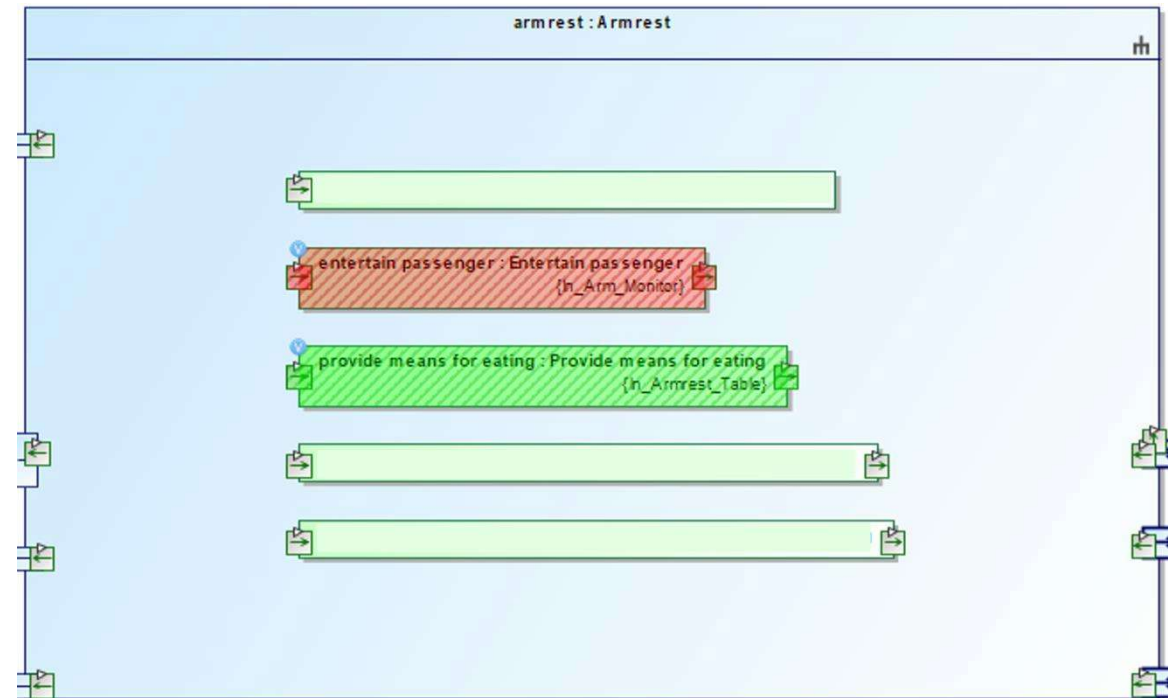 armrest : Armrest
entertain passenger : Entertain passenger
{In_Arm_Monitor}
provide means for eating : Provide means for eating
{In_Armrest_Table}